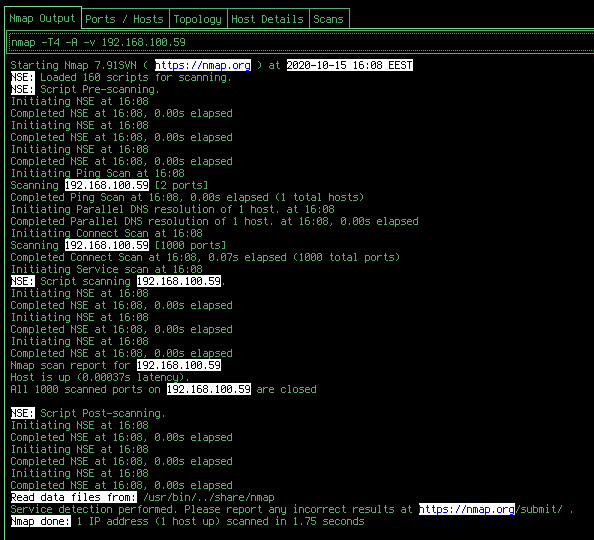 Nmap Output Ports / Hosts Topology Host Details Scans
nmap -T4 -A -v 192.168.100.59
Starting Nmap 7.91SVN ( https://nmap.org ) at 2020-10-15 16:08 EEST
NSE: Loaded 160 scripts for scanning.
NSE: Script Pre-scanning.
Initiating NSE at 16:08
Completed NSE at 16:08, 0.00s elapsed
Initiating NSE at 16:08
Completed NSE at 16:08, 0.00s elapsed
Initiating NSE at 16:08
Completed NSE at 16:08, 0.00s elapsed
Initiating Ping Scan at 16:08
Scanning 192.168.100.59 [2 ports]
Completed Ping Scan at 16:08, 0.00s elapsed (1 total hosts)
Initiating Parallel DNS resolution of 1 host. at 16:08
Completed Parallel DNS resolution of 1 host. at 16:08, 0.00s elapsed
Initiating Connect Scan at 16:08
Scanning 192.168.100.59 [1000 ports]
Completed Connect Scan at 16:08, 0.07s elapsed (1000 total ports)
Initiating Service scan at 16:08
NSE: Script scanning 192.168.100.59.
Initiating NSE at 16:08
Completed NSE at 16:08, 0.00s elapsed
Initiating NSE at 16:08
Completed NSE at 16:08, 0.00s elapsed
Initiating NSE at 16:08
Completed NSE at 16:08, 0.00s elapsed
Nmap scan report for 192.168.100.59
Host is up (0.00037s latency).
All 1000 scanned ports on 192.168.100.59 are closed
NSE: Script Post-scanning.
Initiating NSE at 16:08
Completed NSE at 16:08, 0.00s elapsed
Initiating NSE at 16:08
Completed NSE at 16:08, 0.00s elapsed
Initiating NSE at 16:08
Completed NSE at 16:08, 0.00s elapsed
Read data files from: /usr/bin/../share/nmap
Service detection performed. Please report any incorrect results at https://nmap.org/submit/ .
Nmap done: 1 IP address (1 host up) scanned in 1.75 seconds